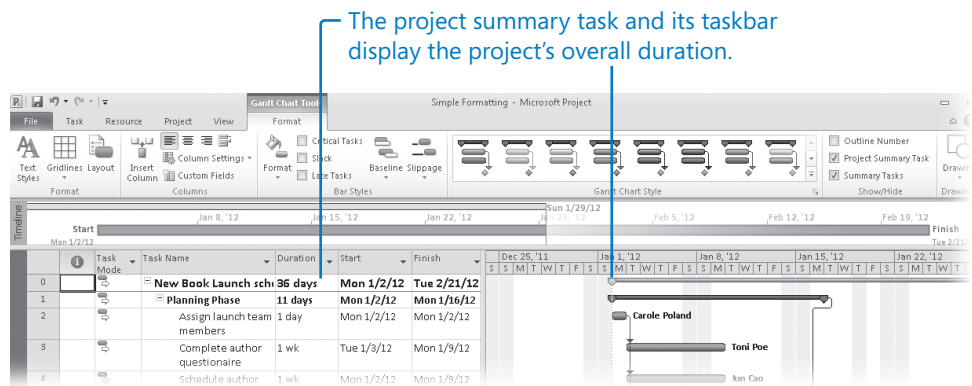 The project summary task and its taskbar
display the project's overall duration.
Gantt Chart Tools
Simple Formatting - Microsoft Project
File Task Resource Project View Format
Text Styles
Gridlines
Layout
Format
Insert Column
Column Settings
Custom Fields
Columns
Format
Critical Tasks
Slack
Late Tasks
Baseline
Slippage
Bar Styles
Gantt Chart Style
Outline Number
Project Summary Task
Summary Tasks
Show/Hide
Drawin
Drawin
Timeline
Sun 1/29/12
Jan 8, '12 Jan 15, '12 Jan 22, '12 Jan 29, '12 Feb 5, '12 Feb 12, '12 Feb 19, '12
Start
Mon 1/2/12
Finish
Tue 2/21/
Task Mode Task Name Duration Start Finish
Dec 25, '11 Jan 1, '12 Jan 8, '12 Jan 15, '12 Jan 22, '12
S S M T W T F S S M T W T F S S M T W T F S S M T W T F S S M T W T
0 New Book Launch sch 36 days Mon 1/2/12 Tue 2/21/12
1 Planning Phase 11 days Mon 1/2/12 Mon 1/16/12
2 Assign launch team members 1 day Mon 1/2/12 Mon 1/2/12 Carole Poland
3 Complete author questionaire 1 wk Tue 1/3/12 Mon 1/9/12 Toni Poe
4 Schedule author 1 wk Mon 1/2/12 Mon 1/9/12 Jun Cao